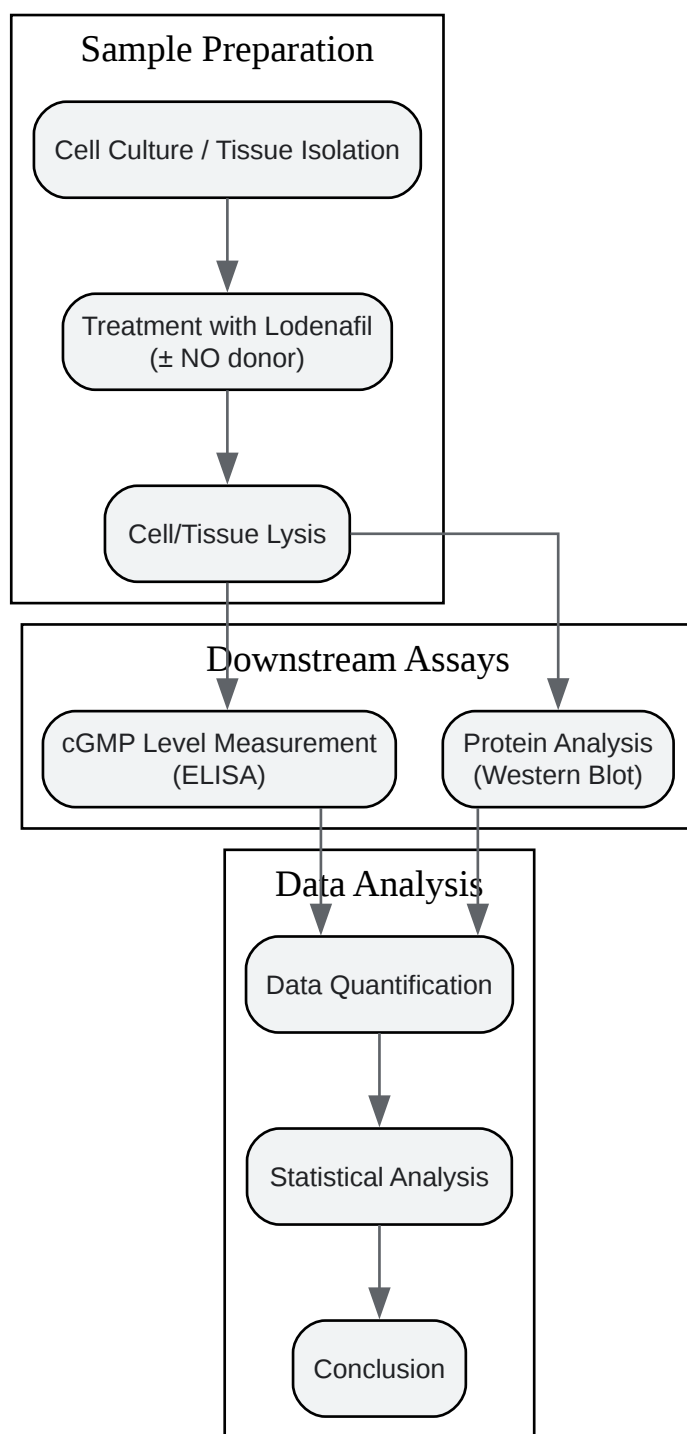 Sample Preparation
Cell Culture / Tissue Isolation
Treatment with Lodenafil
(± NO donor)
Cell/Tissue Lysis
Downstream Assays
cGMP Level Measurement
(ELISA)
Protein Analysis
(Western Blot)
Data Analysis
Data Quantification
Statistical Analysis
Conclusion